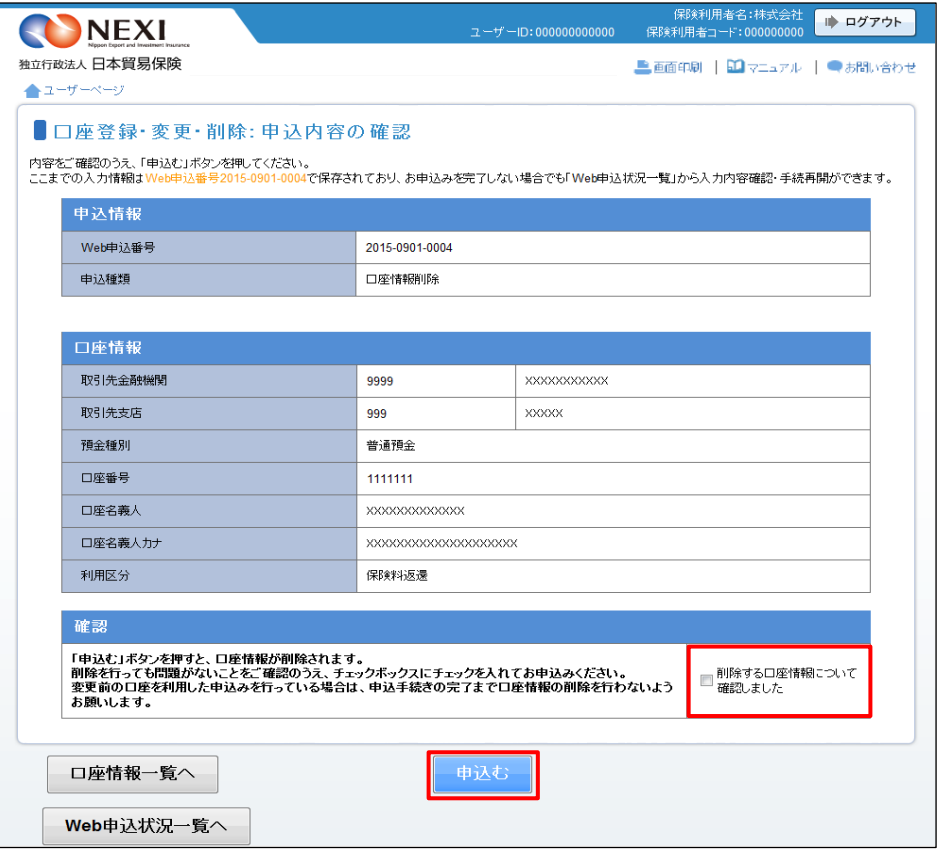 NEXI
Nippon Export and Investment Insurance
ユーザーID:000000000000
保険利用者名:株式会社
保険利用者コード:000000000
ログアウト
独立行政法人 日本貿易保険
画面印刷 | マニュアル | お問い合わせ
ユーザーページ
口座登録・変更・削除:申込内容の確認
内容をご確認のうえ、「申込む」ボタンを押してください。
ここまでの入力情報はWeb申込番号2015-0901-0004で保存されており、お申込みを完了しない場合でも「Web申込状況一覧」から入力内容確認・手続再開ができます。
申込情報
Web申込番号 2015-0901-0004
申込種類 口座情報削除
口座情報
取引先金融機関 9999 XXXXXXXXXXX
取引先支店 999 XXXXX
預金種別 普通預金
口座番号 1111111
口座名義人 XXXXXXXXXXXXX
口座名義人カナ XXXXXXXXXXXXXXXXXXXX
利用区分 保険料返還
確認
「申込む」ボタンを押すと、口座情報が削除されます。
削除を行っても問題がないことをご確認のうえ、チェックボックスにチェックを入れてお申込みください。
変更前の口座を利用した申込みを行っている場合は、申込手続きの完了まで口座情報の削除を行わないよう
お願いします。
削除する口座情報について
確認しました
口座情報一覧へ
申込む
Web申込状況一覧へ